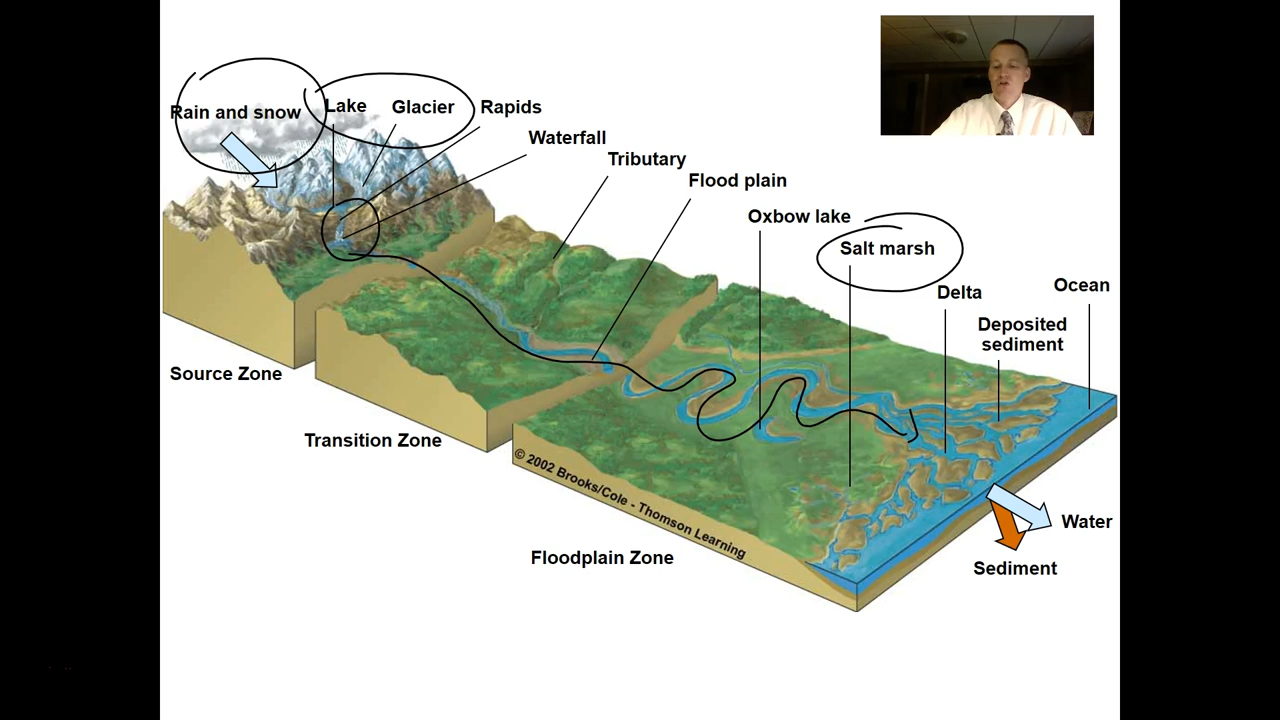 Rain and snow
Lake
Glacier
Rapids
Waterfall
Tributary
Flood plain
Oxbow lake
Salt marsh
Delta
Ocean
Deposited
sediment
Source Zone
Transition Zone
© 2002 Brooks/Cole - Thomson Learning
Floodplain Zone
Water
Sediment